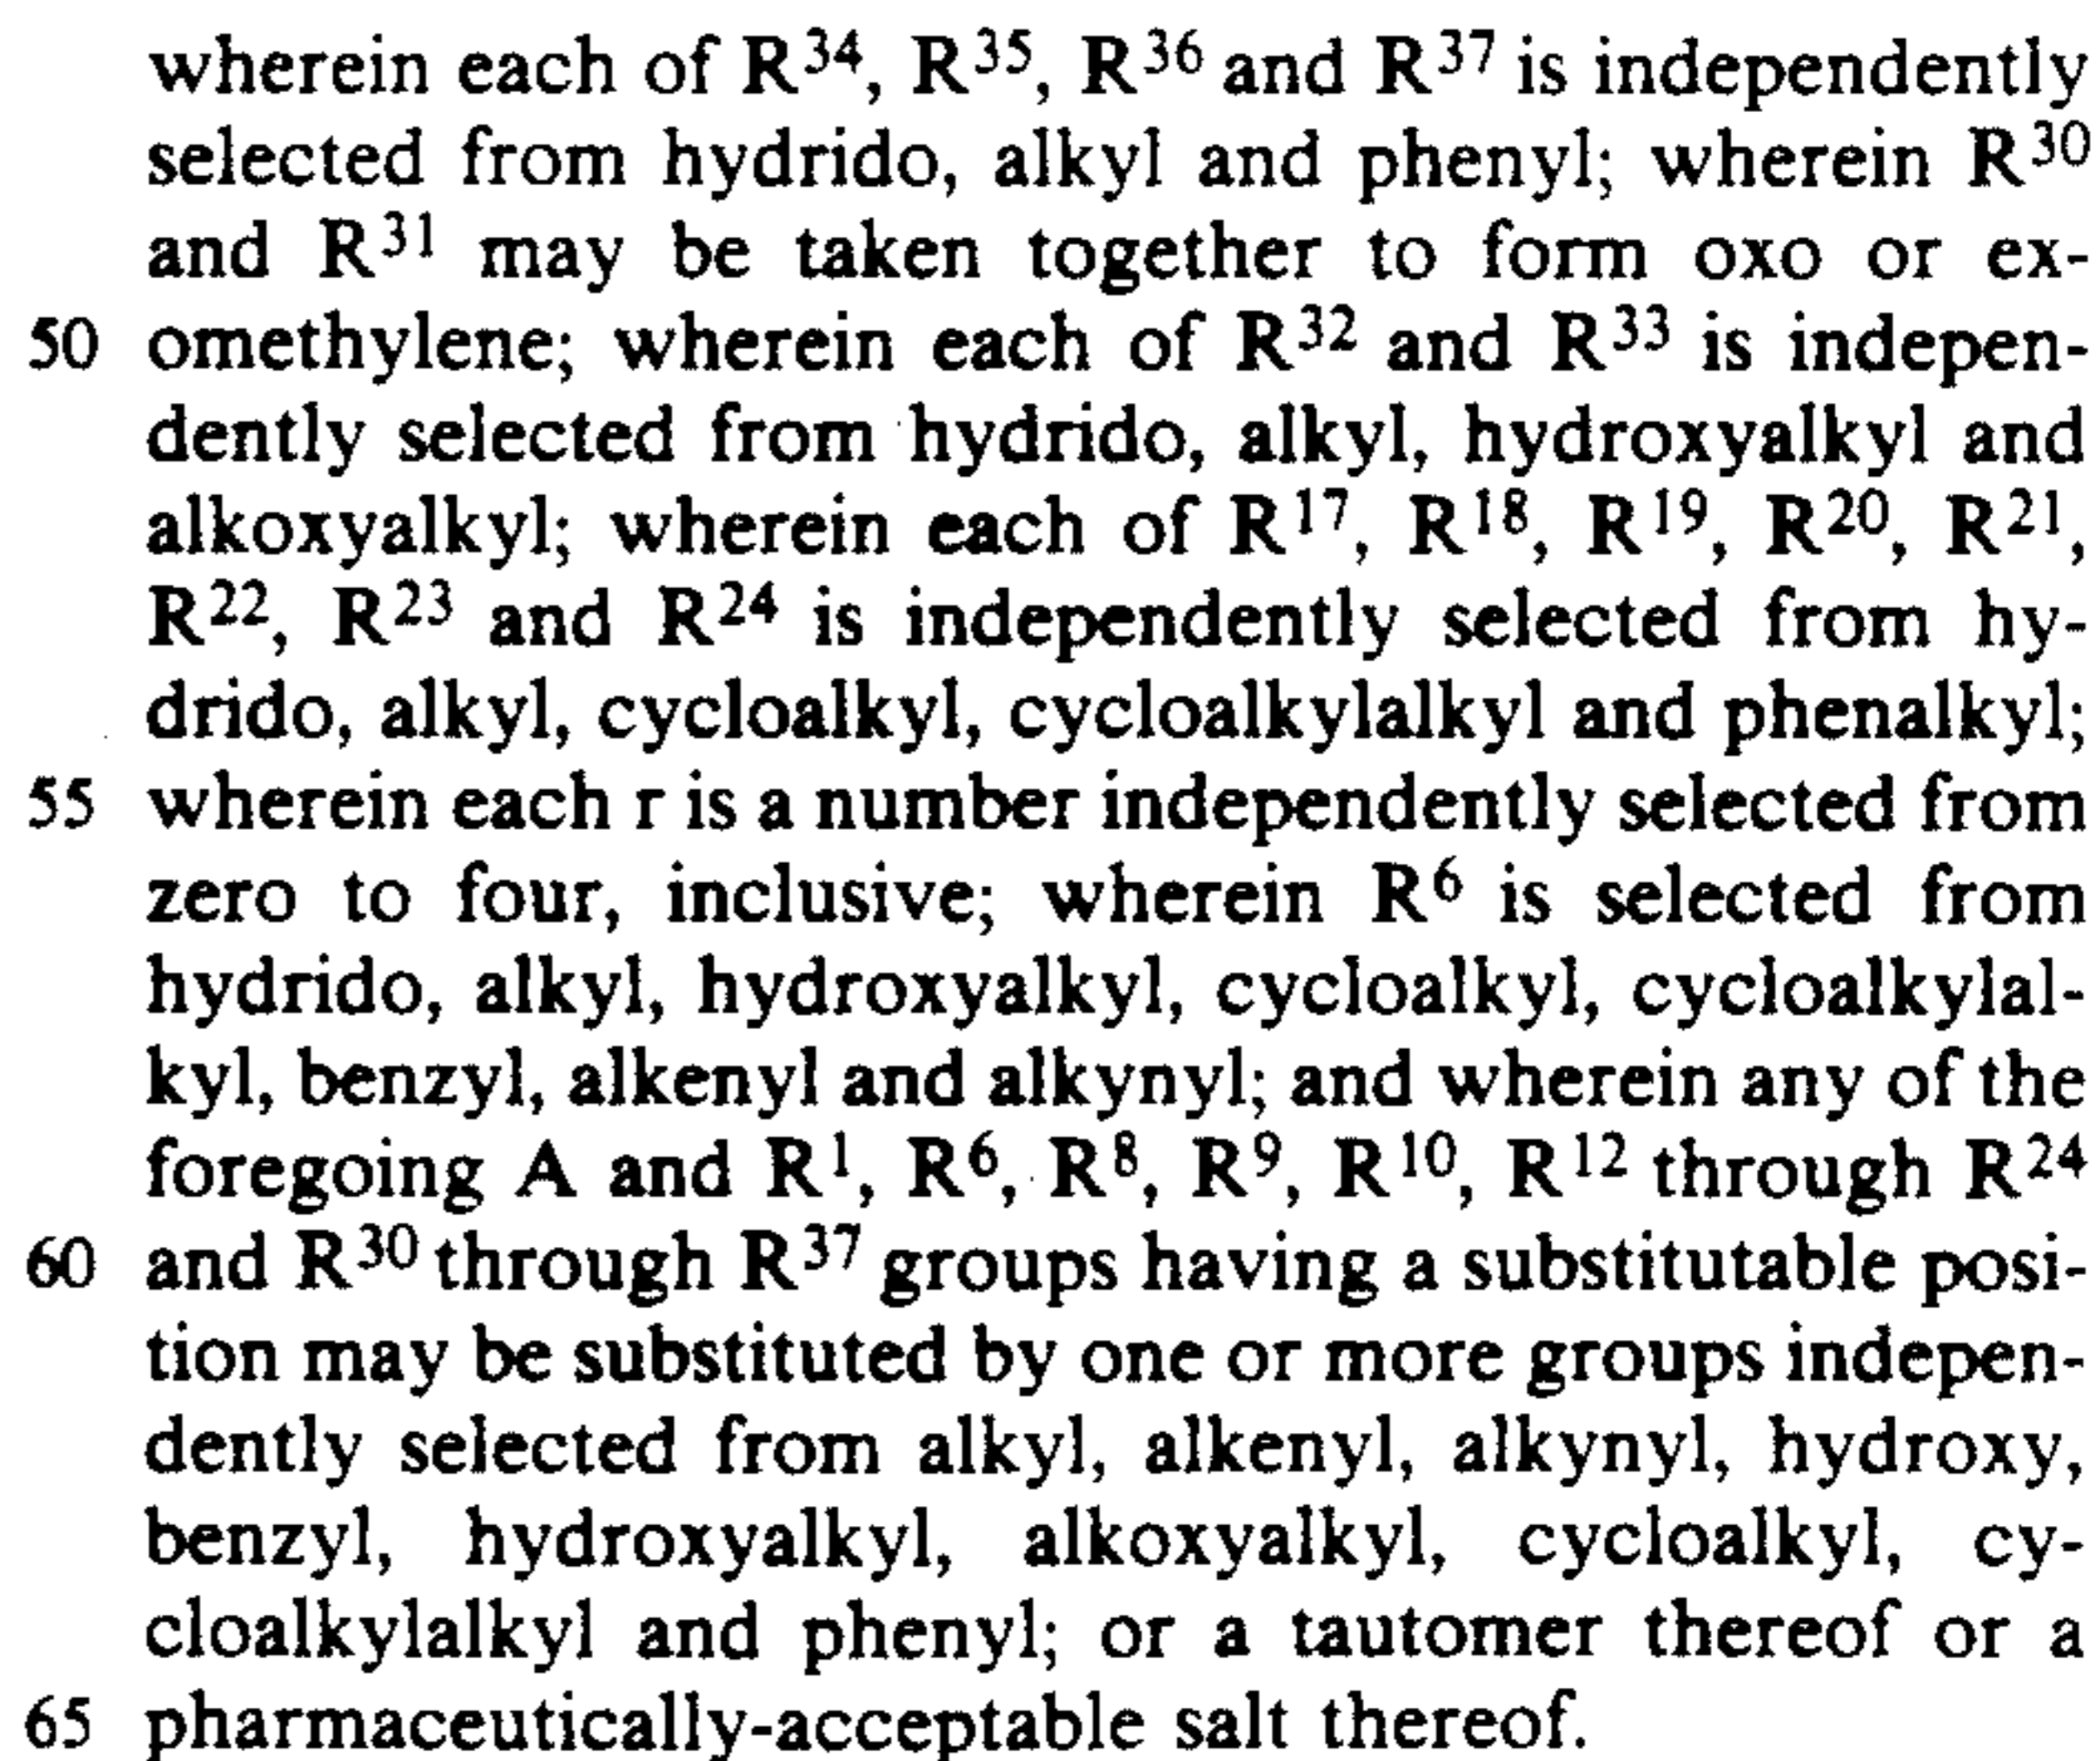 wherein each of R³⁴, R³⁵, R³⁶ and R³⁷ is independently
selected from hydrido, alkyl and phenyl; wherein R³⁰
and R³¹ may be taken together to form oxo or ex-
50 omethylene; wherein each of R³² and R³³ is indepen-
dently selected from hydrido, alkyl, hydroxyalkyl and
alkoxyalkyl; wherein each of R¹⁷, R¹⁸, R¹⁹, R²⁰, R²¹,
R²², R²³ and R²⁴ is independently selected from hy-
drido, alkyl, cycloalkyl, cycloalkylalkyl and phenalkyl;
55 wherein each r is a number independently selected from
zero to four, inclusive; wherein R⁶ is selected from
hydrido, alkyl, hydroxyalkyl, cycloalkyl, cycloalkylal-
kyl, benzyl, alkenyl and alkynyl; and wherein any of the
foregoing A and R¹, R⁶, R⁸, R⁹, R¹⁰, R¹² through R²⁴
60 and R³⁰ through R³⁷ groups having a substitutable posi-
tion may be substituted by one or more groups indepen-
dently selected from alkyl, alkenyl, alkynyl, hydroxy,
benzyl, hydroxyalkyl, alkoxyalkyl, cycloalkyl, cy-
cloalkylalkyl and phenyl; or a tautomer thereof or a
65 pharmaceutically-acceptable salt thereof.